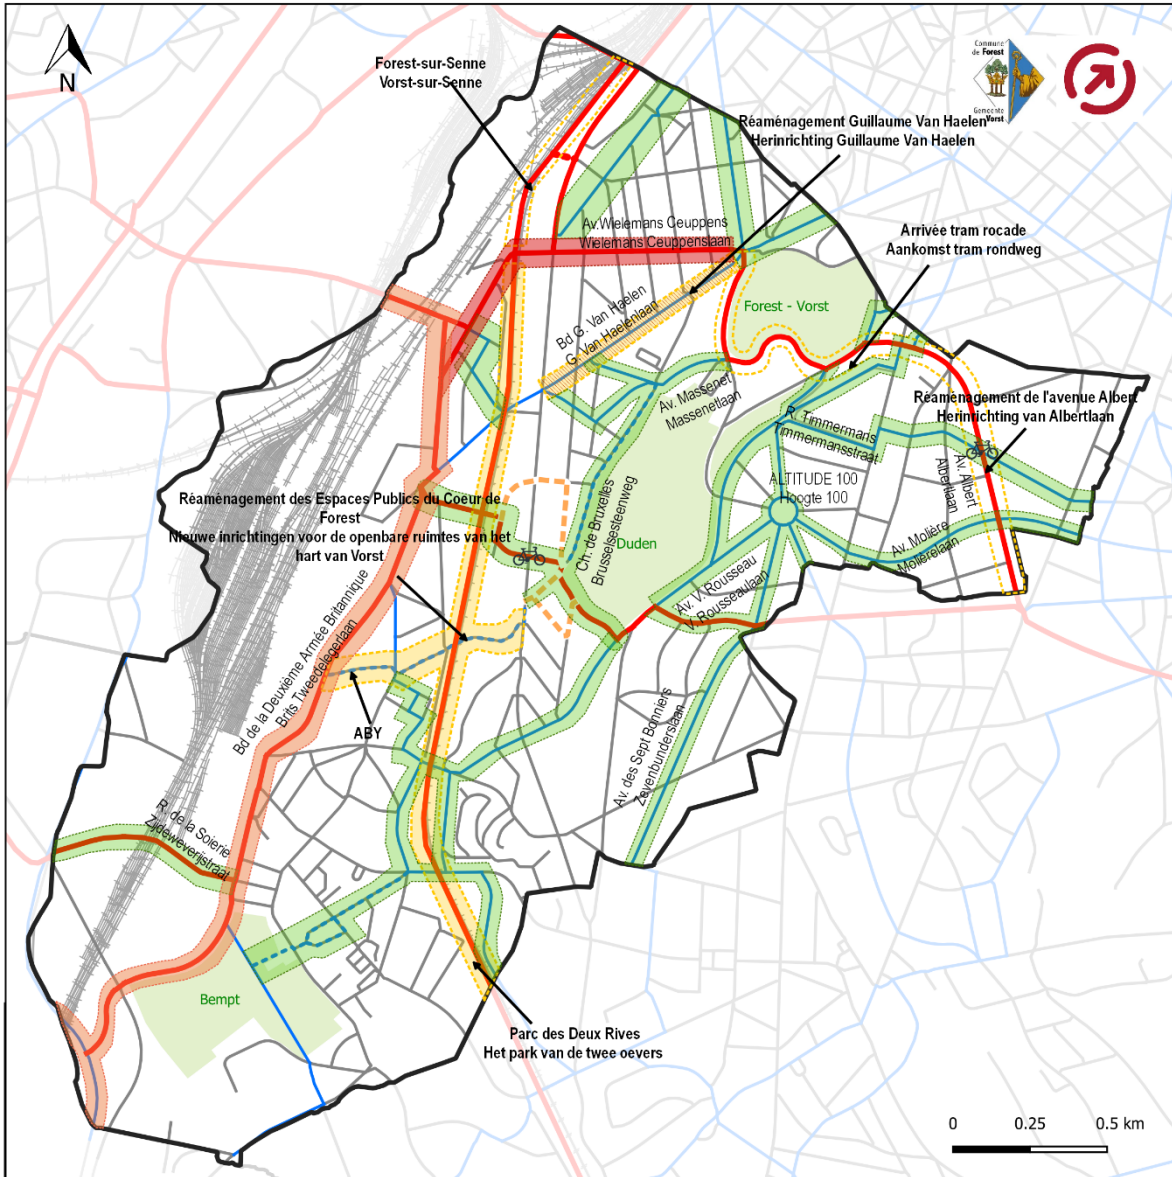 N
Commune
de Forest
Gemeente
Vorst
Forest-sur-Senne
Vorst-sur-Senne
Réaménagement Guillaume Van Haelen
Herinrichting Guillaume Van Haelen
Av.Wielemans Ceuppens
Wielemans Ceuppenslaan
Arrivée tram rocade
Aankomst tram rondweg
Bd G. Van Haelen
G. Van Haelenlaan
Forest - Vorst
Av. Massenet
Massenetlaan
Réaménagement de l'avenue Albert
Herinrichting van Albertlaan
R. Timmermans
Timmermansstraat
Av. Albert
Albertlaan
ALTITUDE 100
Hoogte 100
Réaménagement des Espaces Publics du Coeur de
Forest
Nieuwe inrichtingen voor de openbare ruimtes van het
hart van Vorst
Ch. de Bruxelles
Brusselsesteenweg
Duden
Av. Molière
Molièrelaan
Av. V. Rousseau
V. Rousseaulaan
Bd de la Deuxième Armée Britannique
Brits Tweedelegerlaan
ABY
Av. des Sept Bonniers
Zevenbunderslaan
R. de la Soierie
Zijdeweverijstraat
Bempt
Parc des Deux Rives
Het park van de twee oevers
0 0.25 0.5 km